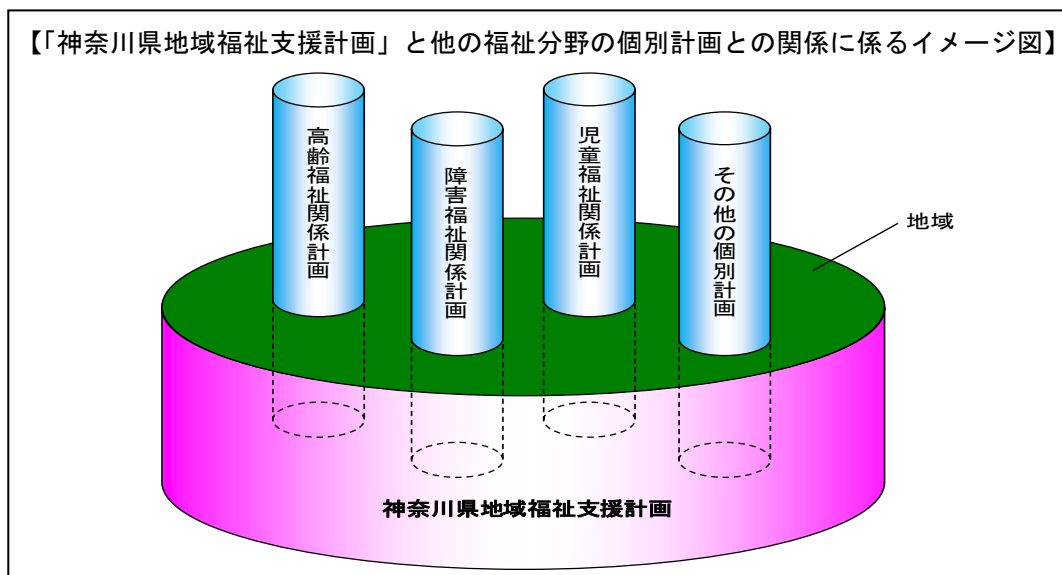 【「神奈川県地域福祉支援計画」と他の福祉分野の個別計画との関係に係るイメージ図】
高齢福祉関係計画
障害福祉関係計画
児童福祉関係計画
その他の個別計画
地域
神奈川県地域福祉支援計画